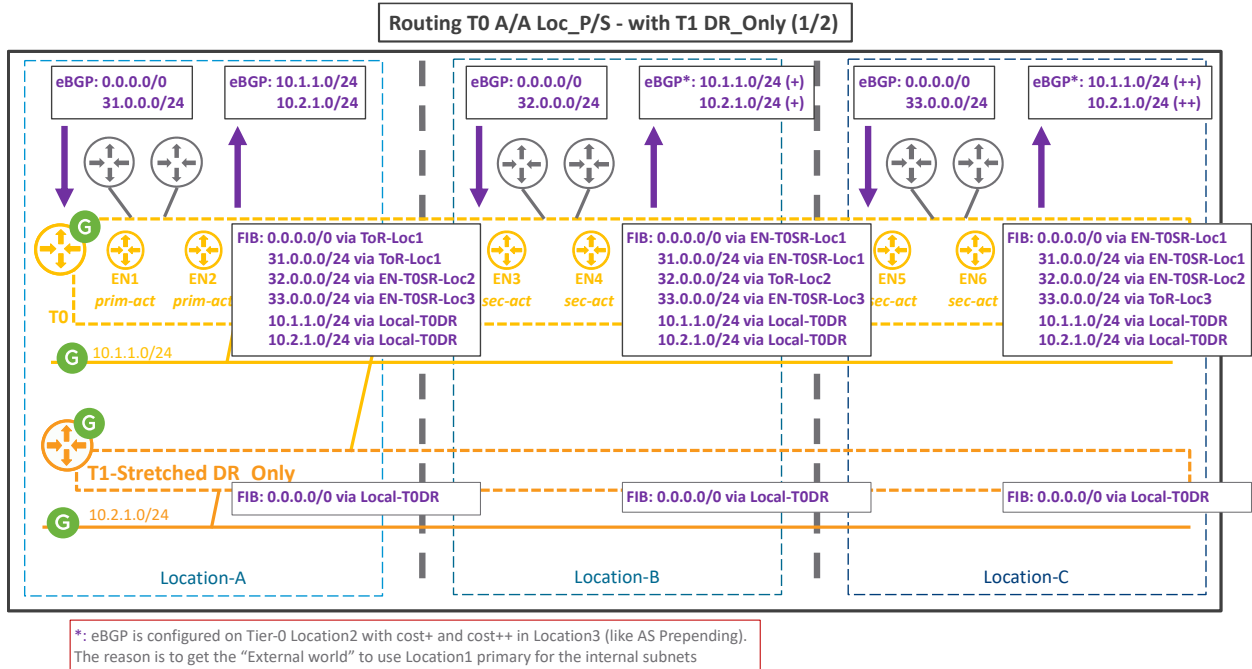 Routing T0 A/A Loc_P/S - with T1 DR_Only (1/2)
eBGP: 0.0.0.0/0
31.0.0.0/24
eBGP: 10.1.1.0/24
10.2.1.0/24
eBGP: 0.0.0.0/0
32.0.0.0/24
eBGP*: 10.1.1.0/24 (+)
10.2.1.0/24 (+)
eBGP: 0.0.0.0/0
33.0.0.0/24
eBGP*: 10.1.1.0/24 (++)
10.2.1.0/24 (++)
G
T0
EN1
prim-act
EN2
prim-act
FIB: 0.0.0.0/0 via ToR-Loc1
31.0.0.0/24 via ToR-Loc1
32.0.0.0/24 via EN-T0SR-Loc2
33.0.0.0/24 via EN-T0SR-Loc3
10.1.1.0/24 via Local-T0DR
10.2.1.0/24 via Local-T0DR
EN3
sec-act
EN4
sec-act
FIB: 0.0.0.0/0 via EN-T0SR-Loc1
31.0.0.0/24 via EN-T0SR-Loc1
32.0.0.0/24 via ToR-Loc2
33.0.0.0/24 via EN-T0SR-Loc3
10.1.1.0/24 via Local-T0DR
10.2.1.0/24 via Local-T0DR
EN5
sec-act
EN6
sec-act
FIB: 0.0.0.0/0 via EN-T0SR-Loc1
31.0.0.0/24 via EN-T0SR-Loc1
32.0.0.0/24 via EN-T0SR-Loc2
33.0.0.0/24 via ToR-Loc3
10.1.1.0/24 via Local-T0DR
10.2.1.0/24 via Local-T0DR
G
10.1.1.0/24
G
T1-Stretched DR_Only
FIB: 0.0.0.0/0 via Local-T0DR
FIB: 0.0.0.0/0 via Local-T0DR
FIB: 0.0.0.0/0 via Local-T0DR
G
10.2.1.0/24
Location-A
Location-B
Location-C
*: eBGP is configured on Tier-0 Location2 with cost+ and cost++ in Location3 (like AS Prepending).
The reason is to get the “External world” to use Location1 primary for the internal subnets